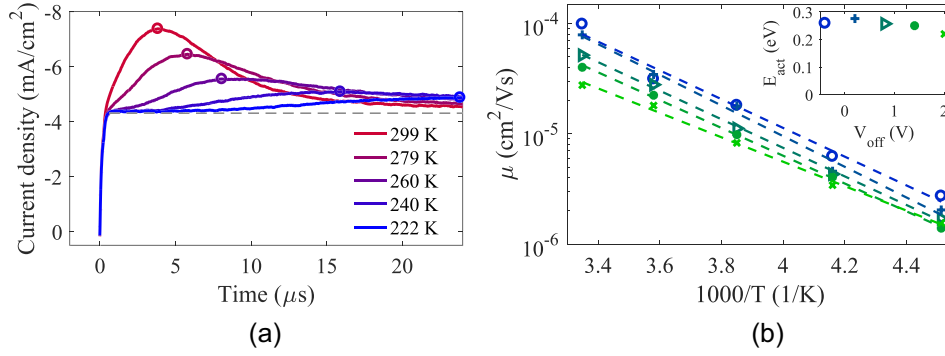 -8
-6
-4
-2
0
Current density (mA/cm²)
299 K
279 K
260 K
240 K
222 K
0 5 10 15 20
Time (μs)
(a)
10⁻⁴
10⁻⁵
10⁻⁶
μ (cm²/Vs)
0.3
0.2
0.1
0
E_act (eV)
0 1 2
V_off (V)
3.4 3.6 3.8 4 4.2 4.4
1000/T (1/K)
(b)